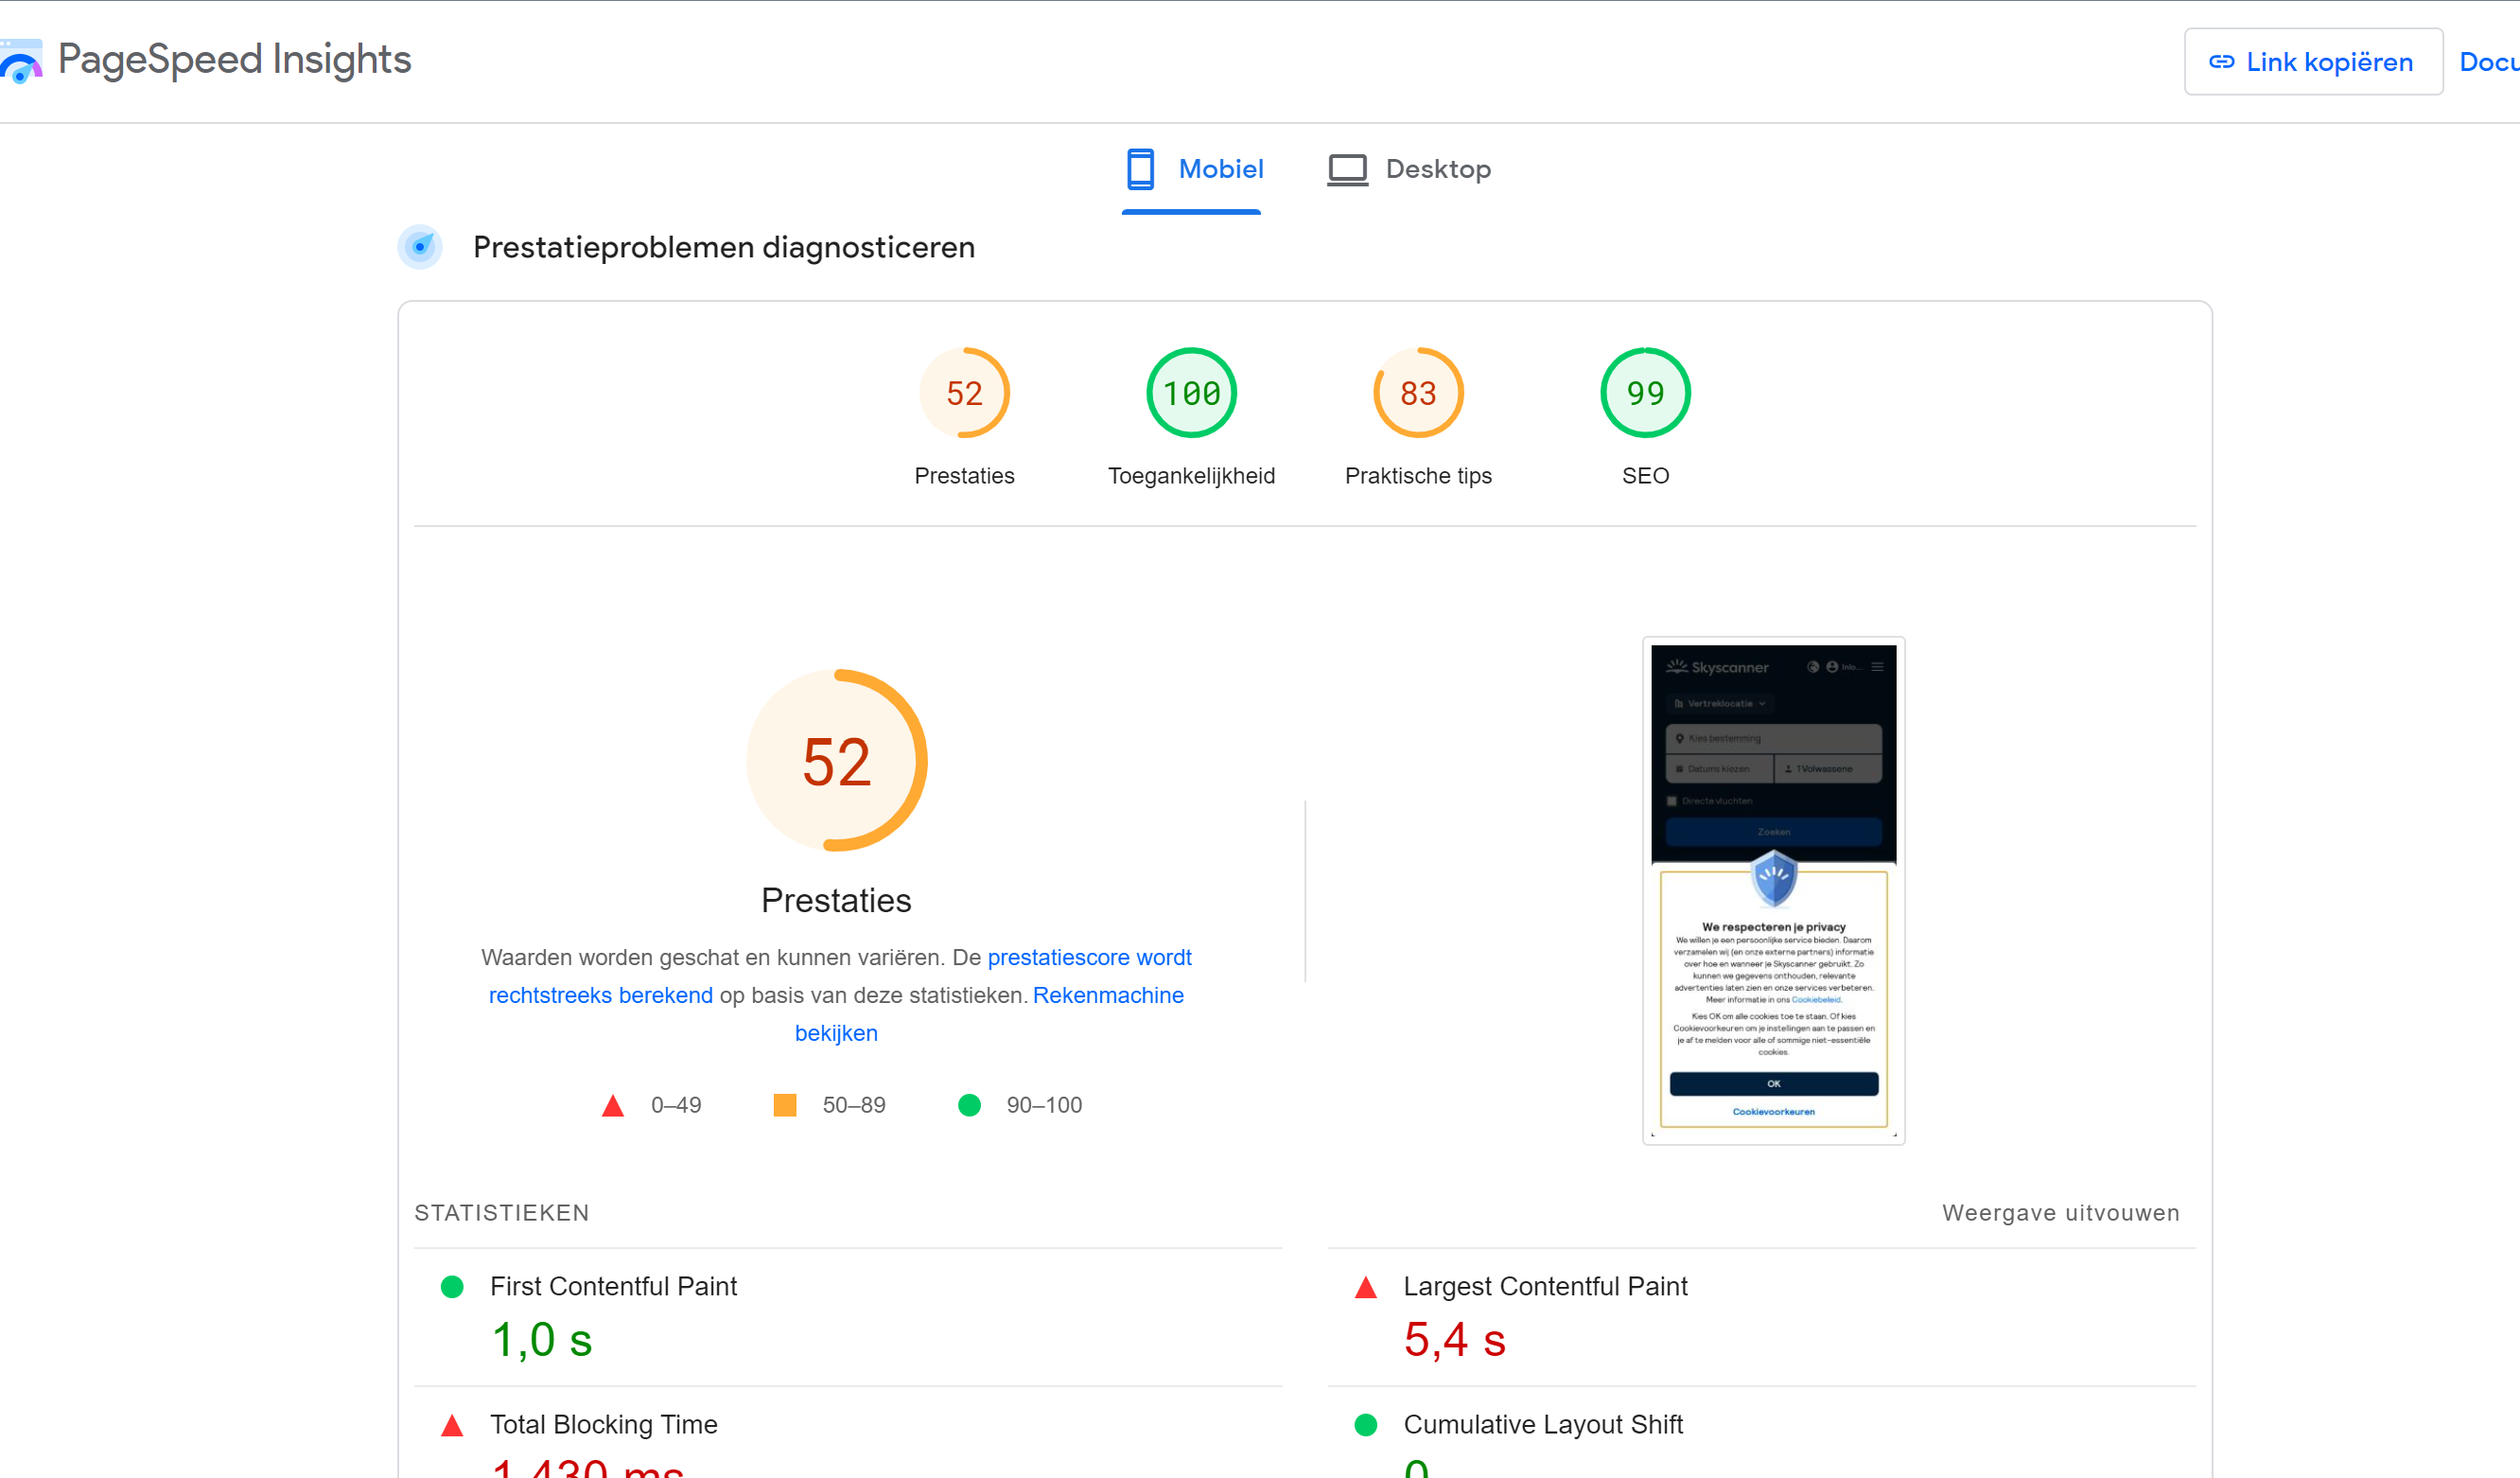 PageSpeed Insights
Link kopiëren
Docu
Mobiel
Desktop
Prestatieproblemen diagnosticeren
52
100
83
99
Prestaties
Toegankelijkheid
Praktische tips
SEO
52
Prestaties
Waarden worden geschat en kunnen variëren. De prestatiescore wordt
rechtstreeks berekend op basis van deze statistieken. Rekenmachine
bekijken
0–49
50–89
90–100
Skyscanner
Inlo...
Vertreklocatie
Kies bestemming
Datums kiezen
1 Volwassene
Directe vluchten
Zoeken
We respecteren je privacy
We willen je een persoonlijke service bieden. Daarom
verzamelen wij (en onze externe partners) informatie
over hoe en wanneer je Skyscanner gebruikt. Zo
kunnen we gegevens onthouden, relevante
advertenties laten zien en onze services verbeteren.
Meer informatie in ons Cookiebeleid.
Kies OK om alle cookies toe te staan. Of kies
Cookievoorkeuren om je instellingen aan te passen en
je af te melden voor alle of sommige niet-essentiële
cookies.
OK
Cookievoorkeuren
STATISTIEKEN
Weergave uitvouwen
First Contentful Paint
1,0 s
Largest Contentful Paint
5,4 s
Total Blocking Time
1.430 ms
Cumulative Layout Shift
0